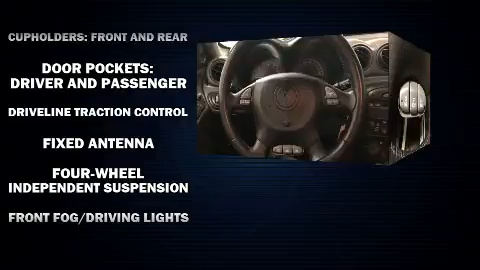 CUPHOLDERS: FRONT AND REAR
DOOR POCKETS:
DRIVER AND PASSENGER
DRIVELINE TRACTION CONTROL
FIXED ANTENNA
FOUR-WHEEL
INDEPENDENT SUSPENSION
FRONT FOG/DRIVING LIGHTS